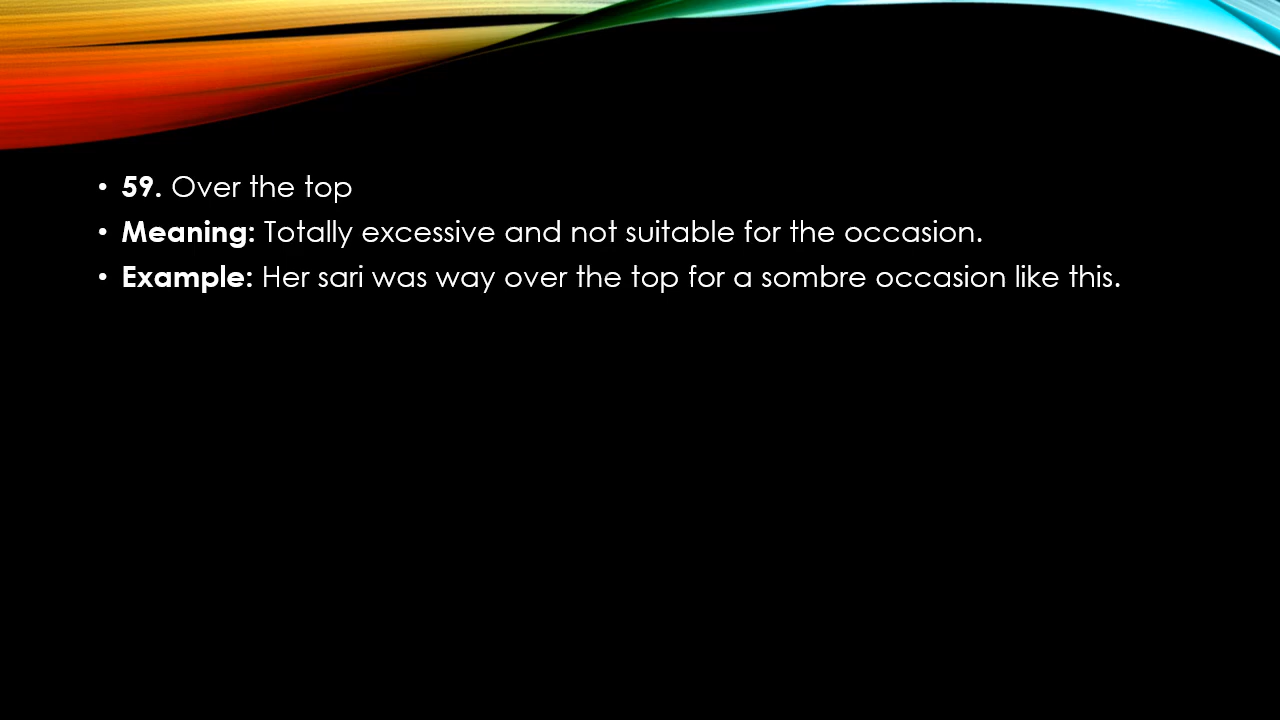 • 59. Over the top
• Meaning: Totally excessive and not suitable for the occasion.
• Example: Her sari was way over the top for a sombre occasion like this.